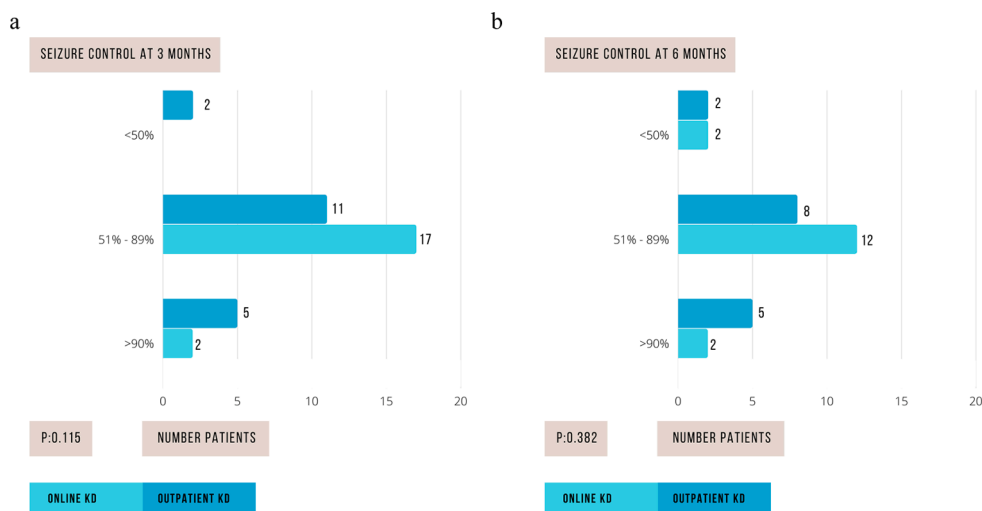 a
SEIZURE CONTROL AT 3 MONTHS
2
<50%
11
51% - 89%
17
5
>90%
2
0 5 10 15 20
P:0.115 NUMBER PATIENTS
ONLINE KD OUTPATIENT KD
b
SEIZURE CONTROL AT 6 MONTHS
2
<50%
2
8
51% - 89%
12
5
>90%
2
0 5 10 15 20
P:0.382 NUMBER PATIENTS
ONLINE KD OUTPATIENT KD